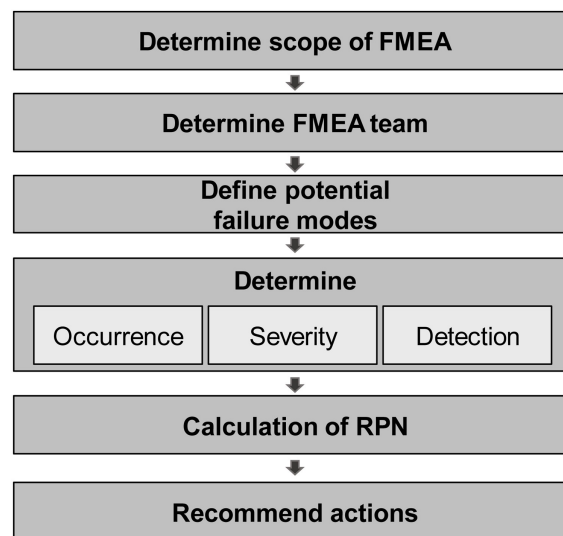 Determine scope of FMEA
Determine FMEA team
Define potential
failure modes
Determine
Occurrence Severity Detection
Calculation of RPN
Recommend actions